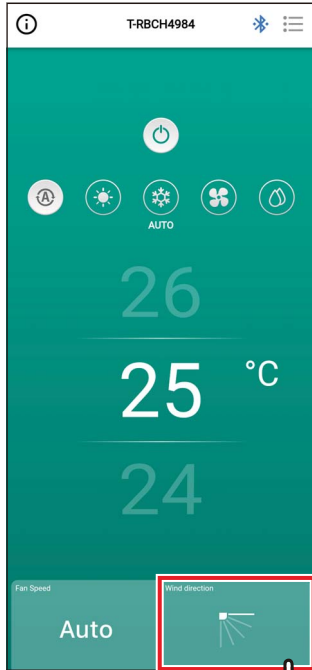 T-RBCH4984
AUTO
26
25 °C
24
Fan Speed
Auto
Wind direction